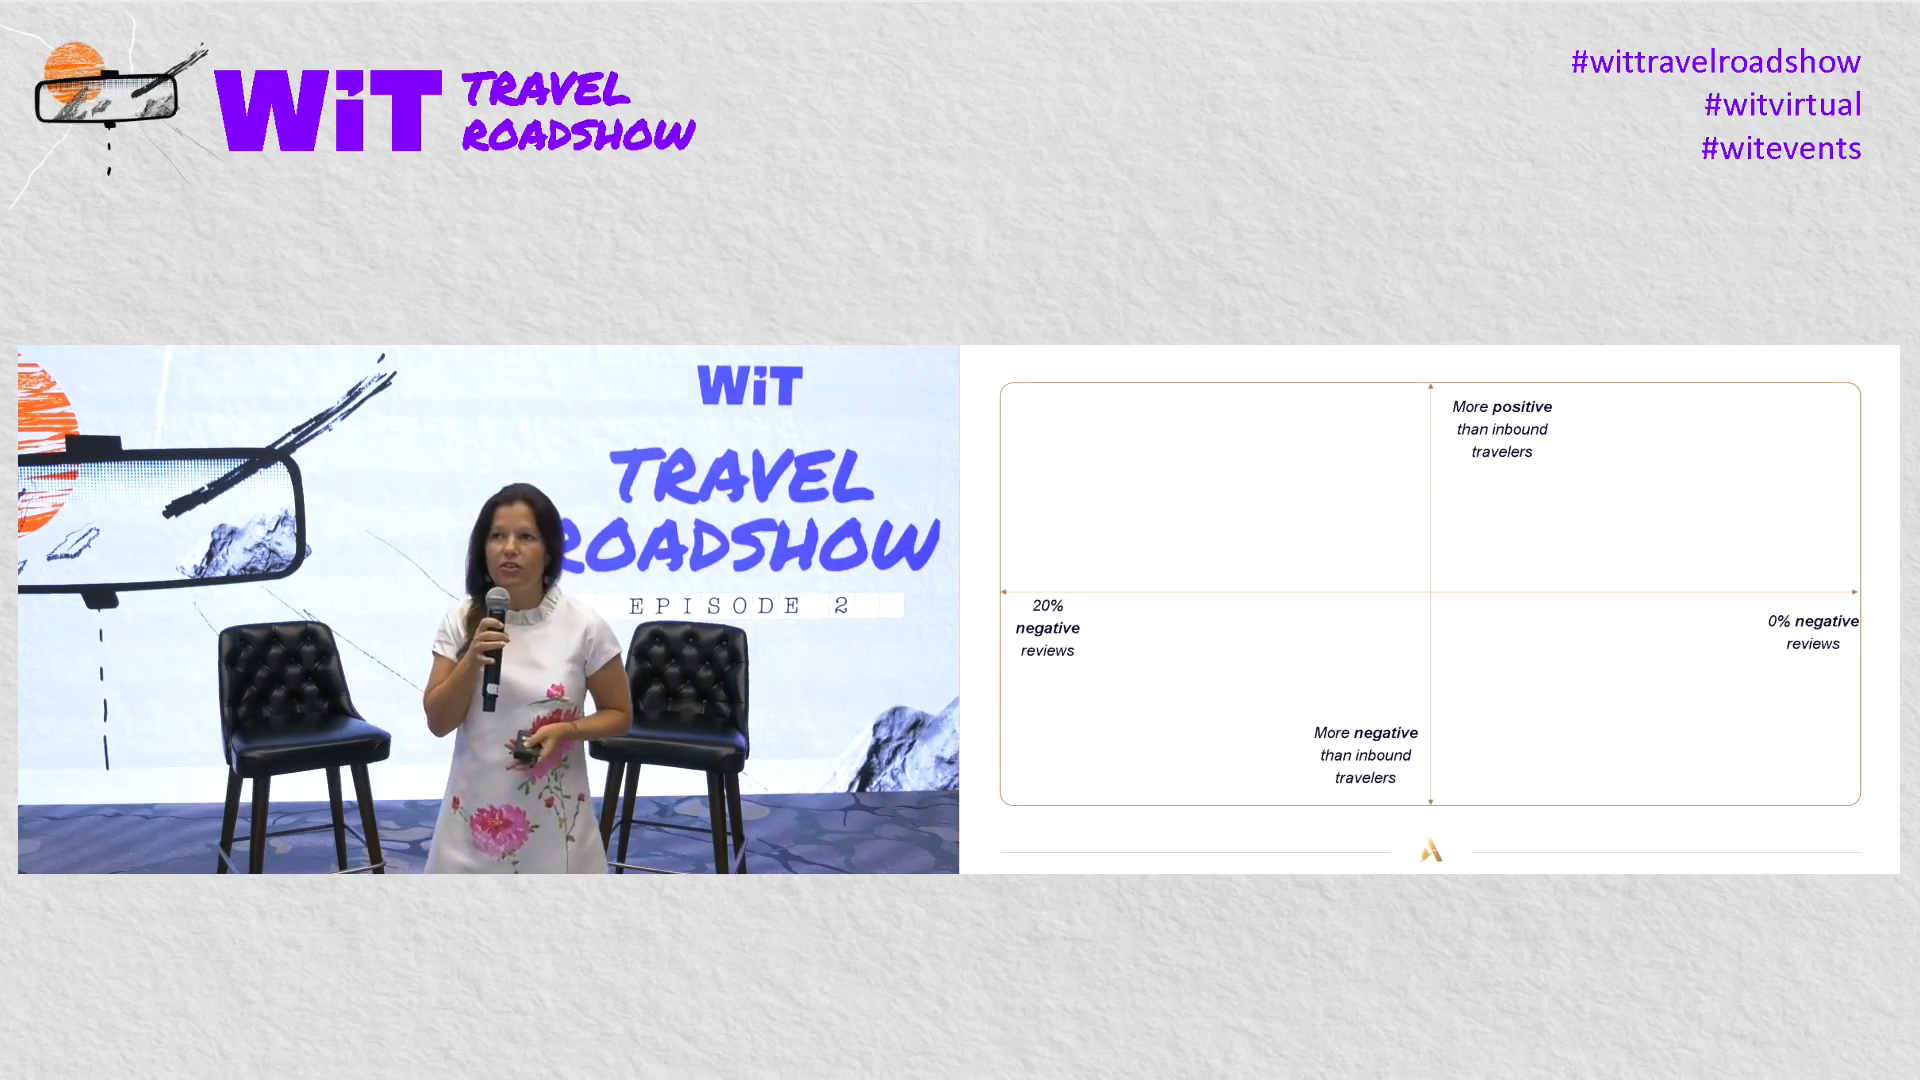 WiT TRAVEL
ROADSHOW
#wittravelroadshow
#witvirtual
#witevents
WiT
TRAVEL
ROADSHOW
EPISODE 2
More positive
than inbound
travelers
20%
negative
reviews
0% negative
reviews
More negative
than inbound
travelers